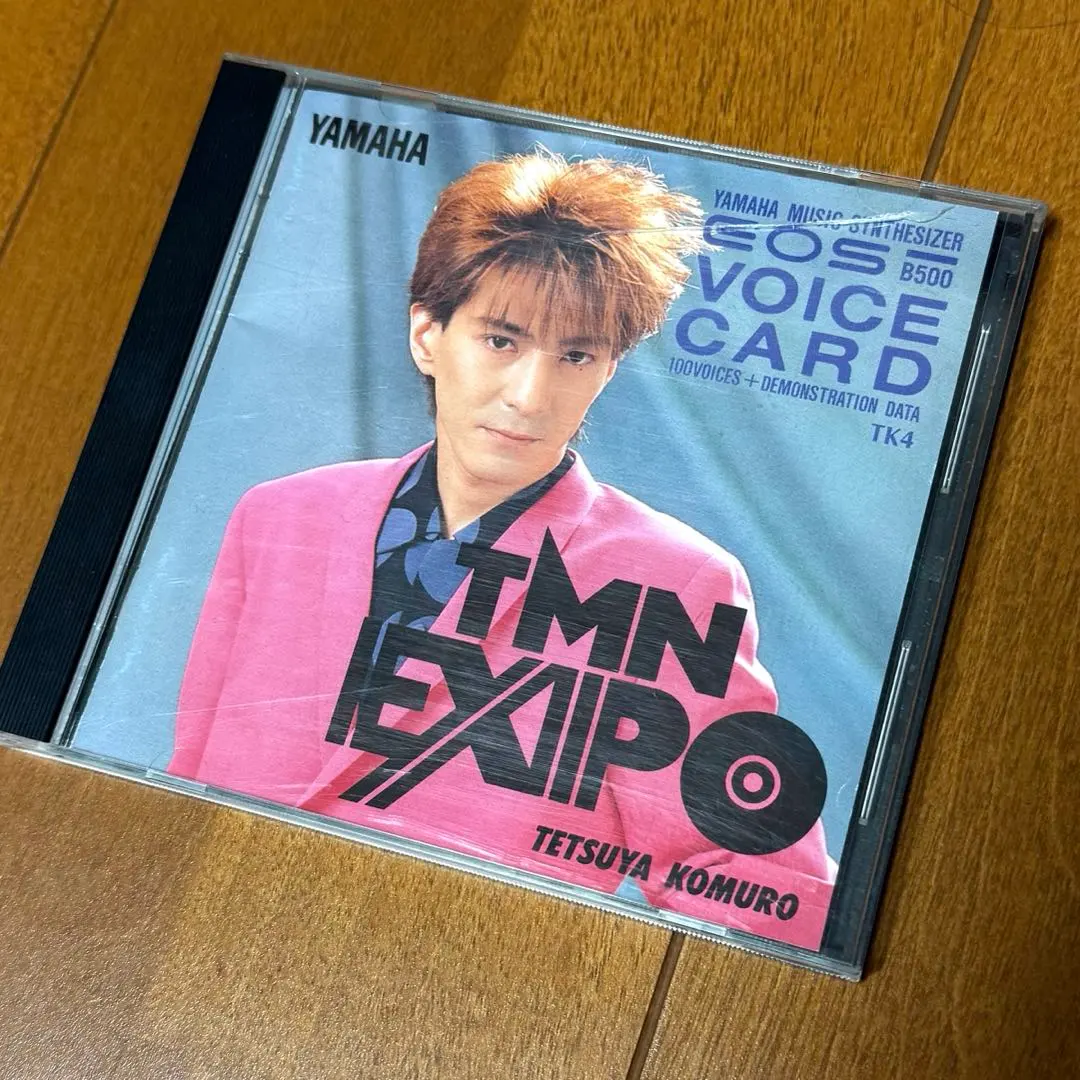 YAMAHA
YAMAHA MUSIC SYNTHESIZER
EOS
B500
VOICE
CARD
100VOICES+DEMONSTRATION DATA
TK4
TMN
EXPO
TETSUYA KOMURO